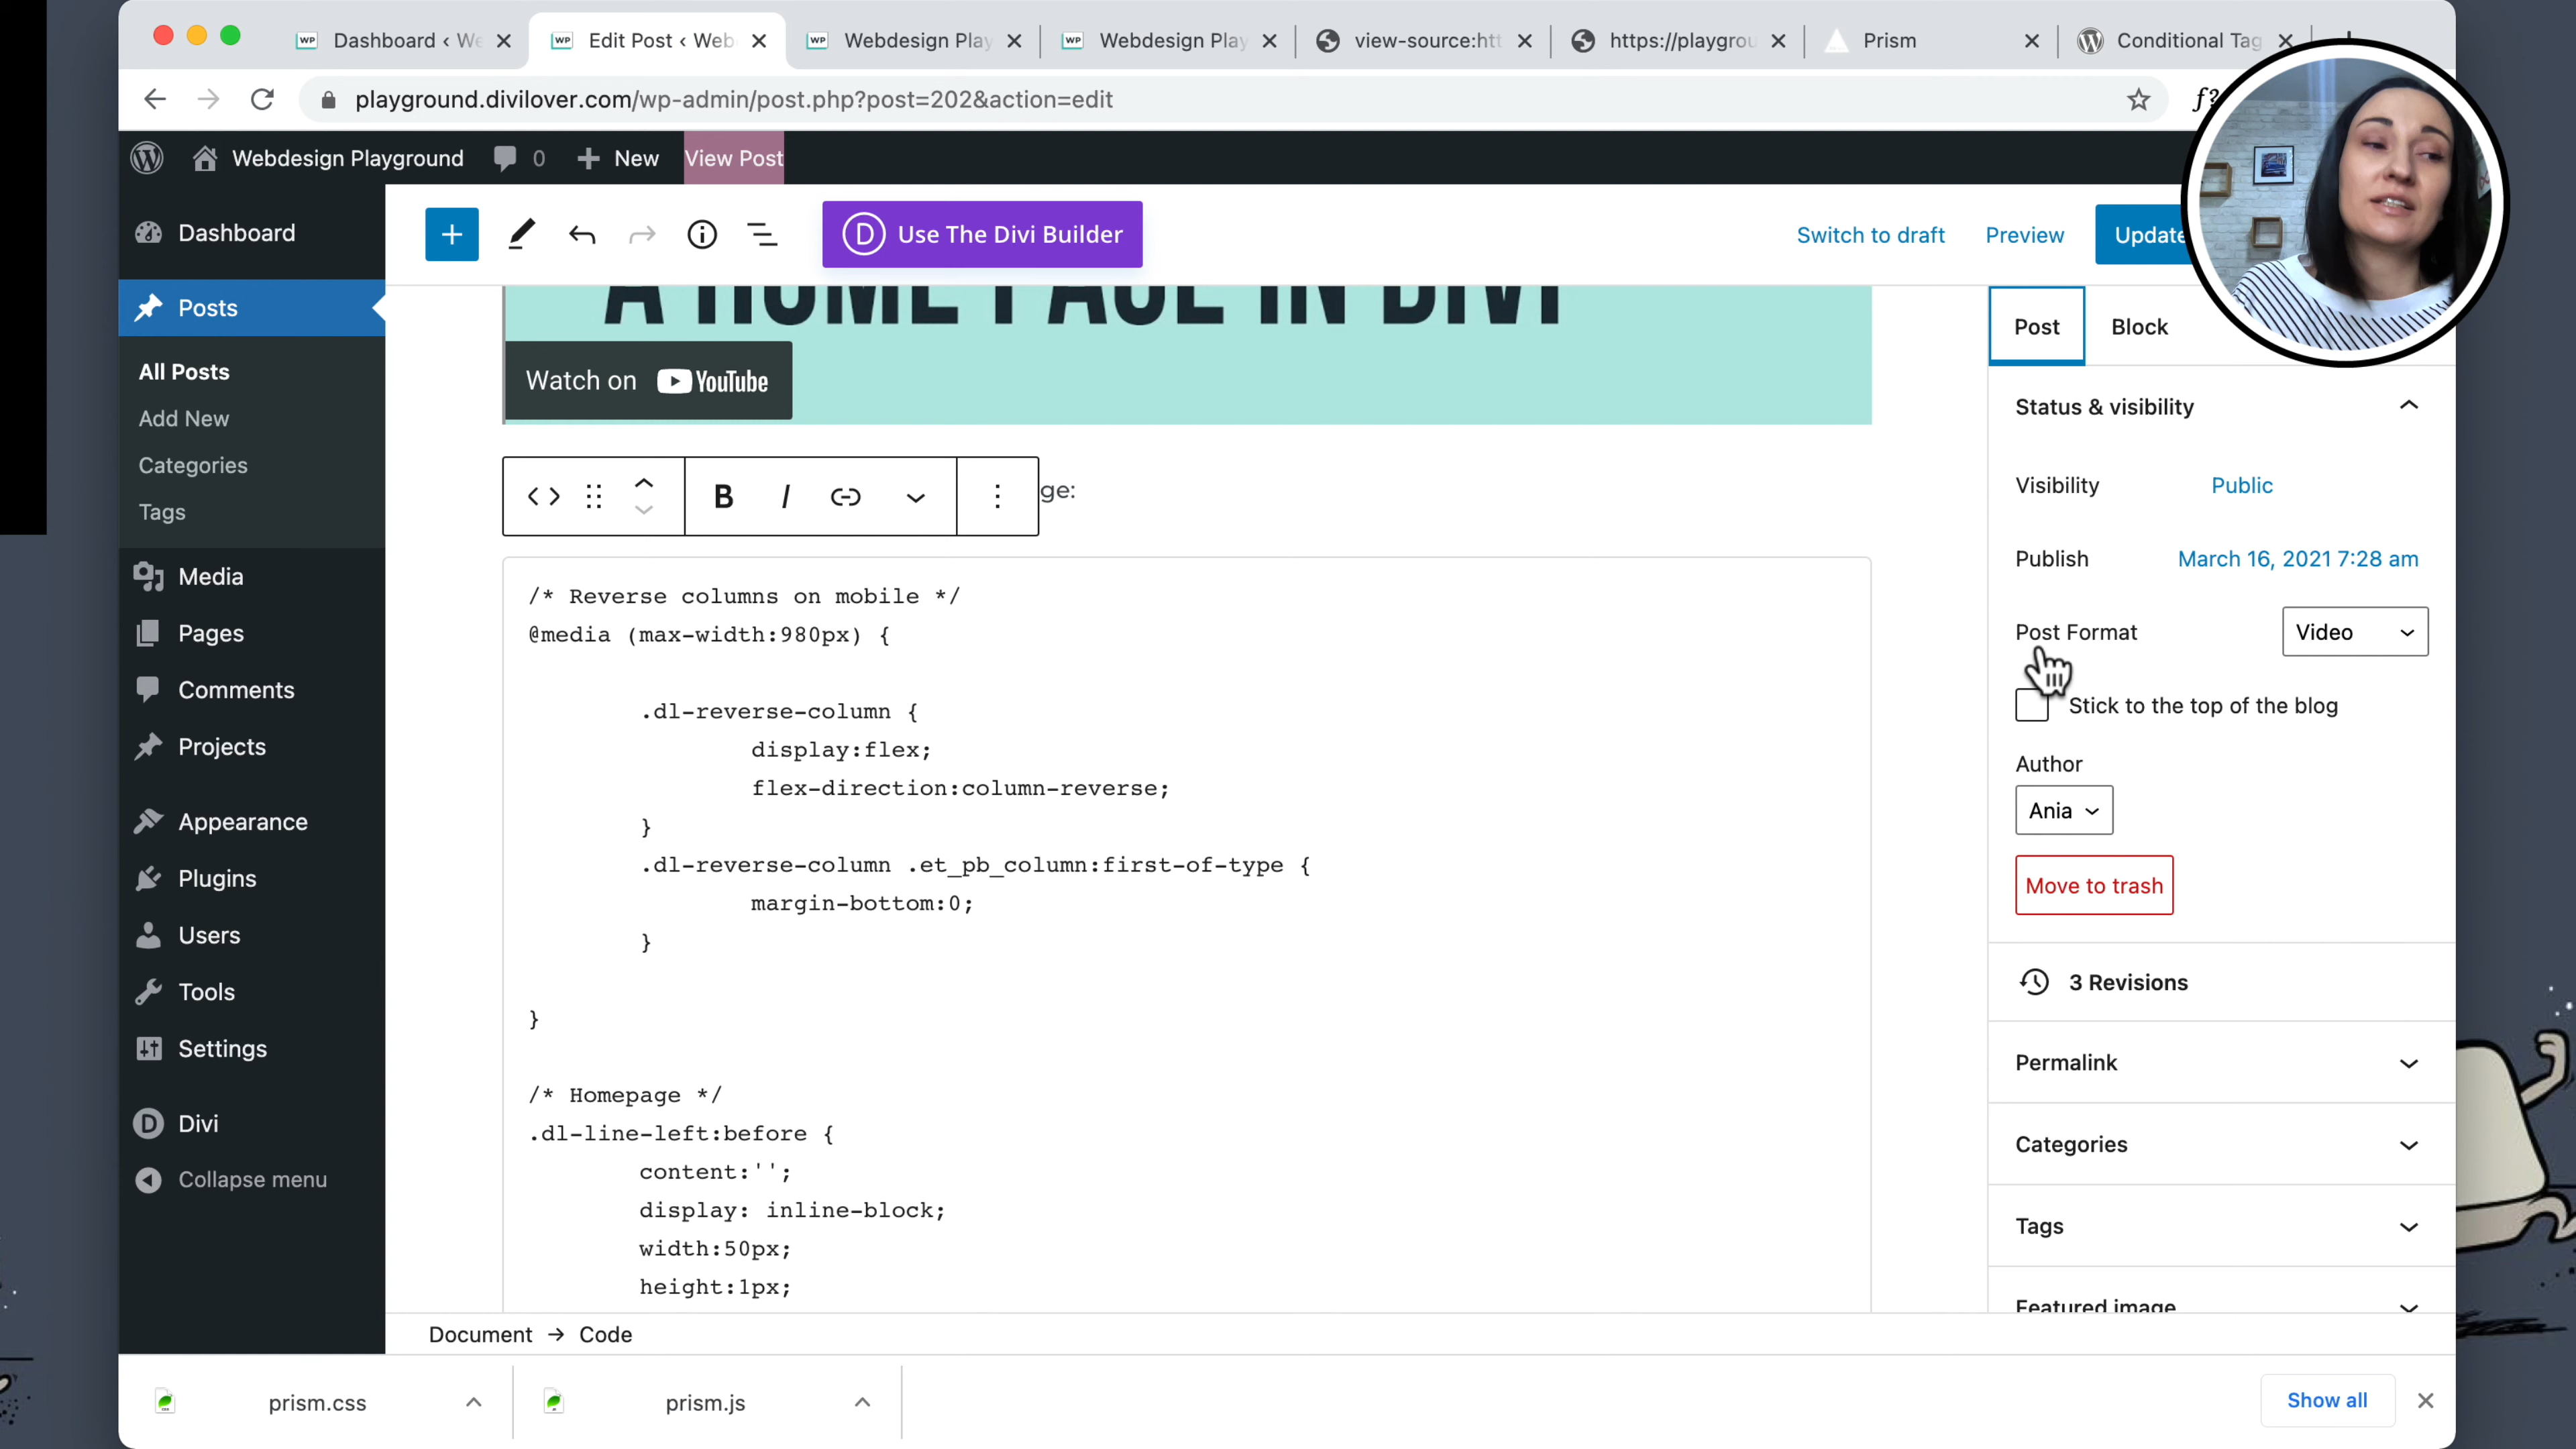 Dashboard ‹ We
Edit Post ‹ Web
Webdesign Play
Webdesign Play
view-source:htt
https://playgrou
Prism
Conditional Tag
playground.divilover.com/wp-admin/post.php?post=202&action=edit
f?
Webdesign Playground
0
New
View Post
Dashboard
Use The Divi Builder
Switch to draft
Preview
Update
Posts
All Posts
Add New
Categories
Tags
Media
Pages
Comments
Projects
Appearance
Plugins
Users
Tools
Settings
Divi
Collapse menu
A HOME PAGE IN DIVI
Watch on YouTube
B I
ge:
/* Reverse columns on mobile */
@media (max-width:980px) {
.dl-reverse-column {
display:flex;
flex-direction:column-reverse;
}
.dl-reverse-column .et_pb_column:first-of-type {
margin-bottom:0;
}
}
/* Homepage */
.dl-line-left:before {
content:'';
display: inline-block;
width:50px;
height:1px;
Document → Code
Post
Block
Status & visibility
Visibility
Public
Publish
March 16, 2021 7:28 am
Post Format
Video
Stick to the top of the blog
Author
Ania
Move to trash
3 Revisions
Permalink
Categories
Tags
Featured image
prism.css
prism.js
Show all